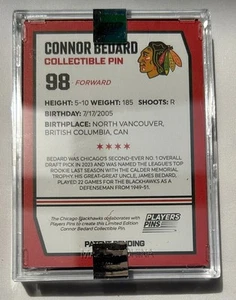 CONNOR BEDARD
COLLECTIBLE PIN
98 - FORWARD
HEIGHT: 5-10 WEIGHT: 185 SHOOTS: R
BIRTHDAY: 7/17/2005
BIRTHPLACE: NORTH VANCOUVER,
BRITISH COLUMBIA, CAN
BEDARD WAS CHICAGO'S SECOND-EVER NO. 1 OVERALL
DRAFT PICK IN 2023 AND WAS NAMED THE LEAGUE'S TOP
ROOKIE LAST SEASON WITH THE CALDER MEMORIAL
TROPHY. HIS GREAT-GREAT UNCLE, JAMES BEDARD,
PLAYED 22 GAMES FOR THE BLACKHAWKS AS A
DEFENSEMAN FROM 1949-51.
The Chicago Blackhawks collaborates with
Players Pins to create this Limited Edition
Connor Bedard Collectible Pin.
PLAYERS
PINS
PATENT PENDING